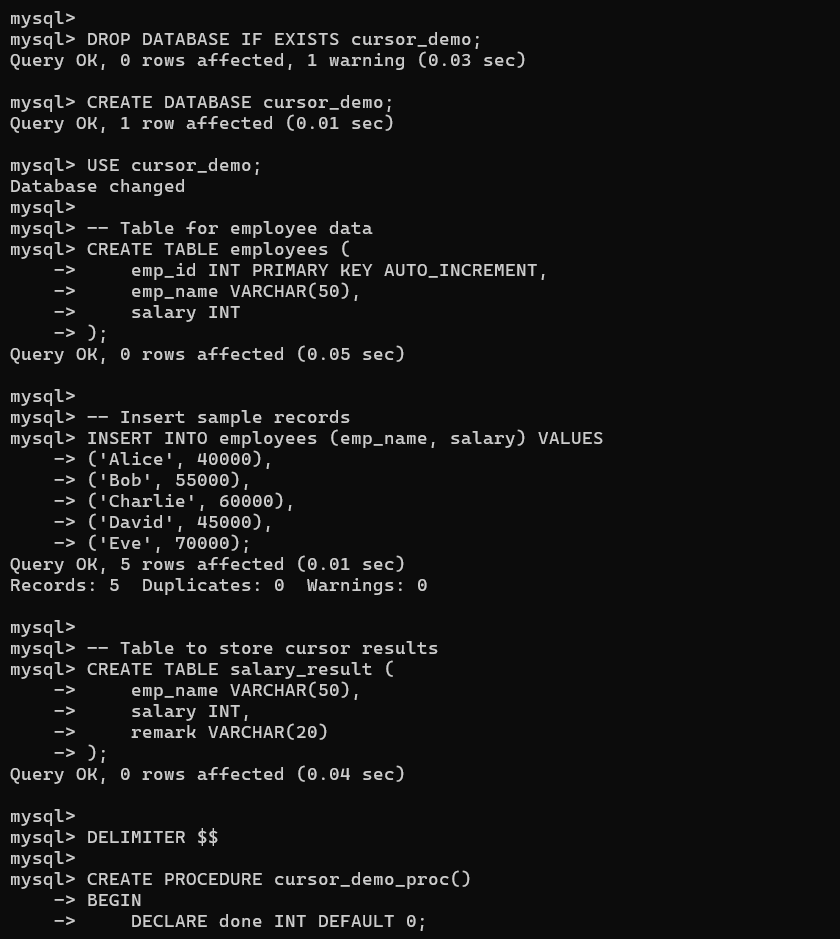 mysql>
mysql> DROP DATABASE IF EXISTS cursor_demo;
Query OK, 0 rows affected, 1 warning (0.03 sec)

mysql> CREATE DATABASE cursor_demo;
Query OK, 1 row affected (0.01 sec)

mysql> USE cursor_demo;
Database changed
mysql>
mysql> -- Table for employee data
mysql> CREATE TABLE employees (
    ->     emp_id INT PRIMARY KEY AUTO_INCREMENT,
    ->     emp_name VARCHAR(50),
    ->     salary INT
    -> );
Query OK, 0 rows affected (0.05 sec)

mysql>
mysql> -- Insert sample records
mysql> INSERT INTO employees (emp_name, salary) VALUES
    -> ('Alice', 40000),
    -> ('Bob', 55000),
    -> ('Charlie', 60000),
    -> ('David', 45000),
    -> ('Eve', 70000);
Query OK, 5 rows affected (0.01 sec)
Records: 5  Duplicates: 0  Warnings: 0

mysql>
mysql> -- Table to store cursor results
mysql> CREATE TABLE salary_result (
    ->     emp_name VARCHAR(50),
    ->     salary INT,
    ->     remark VARCHAR(20)
    -> );
Query OK, 0 rows affected (0.04 sec)

mysql>
mysql> DELIMITER $$
mysql>
mysql> CREATE PROCEDURE cursor_demo_proc()
    -> BEGIN
    ->     DECLARE done INT DEFAULT 0;